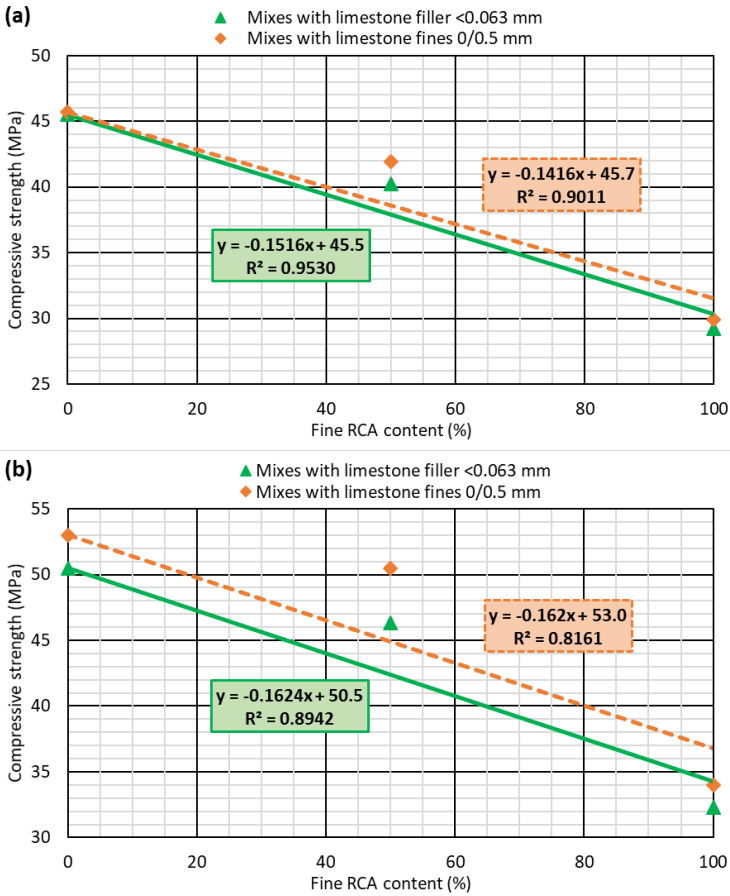 (a)
Mixes with limestone filler <0.063 mm
Mixes with limestone fines 0/0.5 mm
Compressive strength (MPa)
50
45
40
35
30
25
y = -0.1416x + 45.7
R² = 0.9011
y = -0.1516x + 45.5
R² = 0.9530
0 20 40 60 80 100
Fine RCA content (%)
(b)
Mixes with limestone filler <0.063 mm
Mixes with limestone fines 0/0.5 mm
Compressive strength (MPa)
55
50
45
40
35
30
y = -0.162x + 53.0
R² = 0.8161
y = -0.1624x + 50.5
R² = 0.8942
0 20 40 60 80 100
Fine RCA content (%)